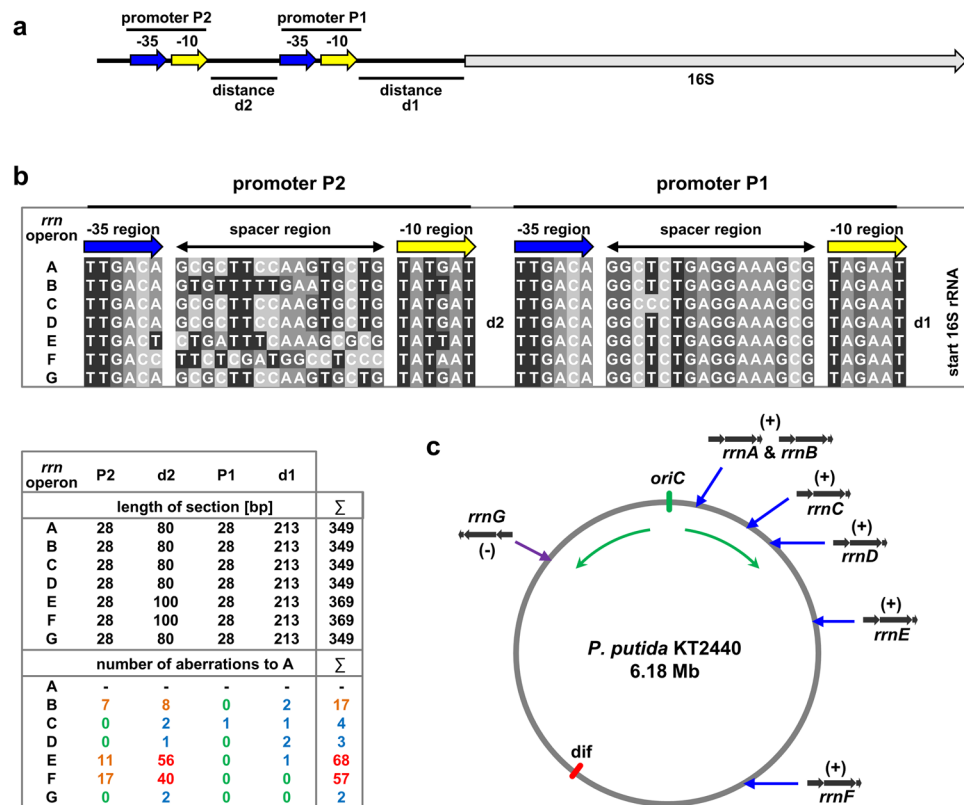 a
promoter P2 promoter P1
-35 -10 -35 -10
distance d2
distance d1
16S
b
promoter P2 promoter P1
rrn operon
-35 region spacer region -10 region -35 region spacer region -10 region
A TTGACA GCGCTTCCAAGTGCTG TATGAT TTGACA GGCTCTGAGGAAAGCG TAGAAT
B TTGACA GTGTTTTTGAATGCTG TATTAT TTGACA GGCTCTGAGGAAAGCG TAGAAT
C TTGACA GCGCTTCCAAGTGCTG TATGAT TTGACA GGCCCTGAGGAAAGCG TAGAAT
D TTGACA GCGCTTCCAAGTGCTG TATGAT d2 TTGACA GGCTCTGAGGAAAGCG TAGAAT d1
E TTGACT CTGATTTCAAAGCGCG TATTAT TTGACA GGCTCTGAGGAAAGCG TAGAAT
F TTGACC TTCTCGATGGCCTCCC TATAAT TTGACA GGCTCTGAGGAAAGCG TAGAAT
G TTGACA GCGCTTCCAAGTGCTG TATGAT TTGACA GGCTCTGAGGAAAGCG TAGAAT
start 16S rRNA
rrn operon P2 d2 P1 d1
length of section [bp] ∑
A 28 80 28 213 349
B 28 80 28 213 349
C 28 80 28 213 349
D 28 80 28 213 349
E 28 100 28 213 369
F 28 100 28 213 369
G 28 80 28 213 349
number of aberrations to A ∑
A - - - - -
B 7 8 0 2 17
C 0 2 1 1 4
D 0 1 0 2 3
E 11 56 0 1 68
F 17 40 0 0 57
G 0 2 0 0 2
c
(+)
rrnA & rrnB
oriC
(+)
rrnC
rrnG
(-)
(+)
rrnD
(+)
rrnE
P. putida KT2440
6.18 Mb
dif
(+)
rrnF